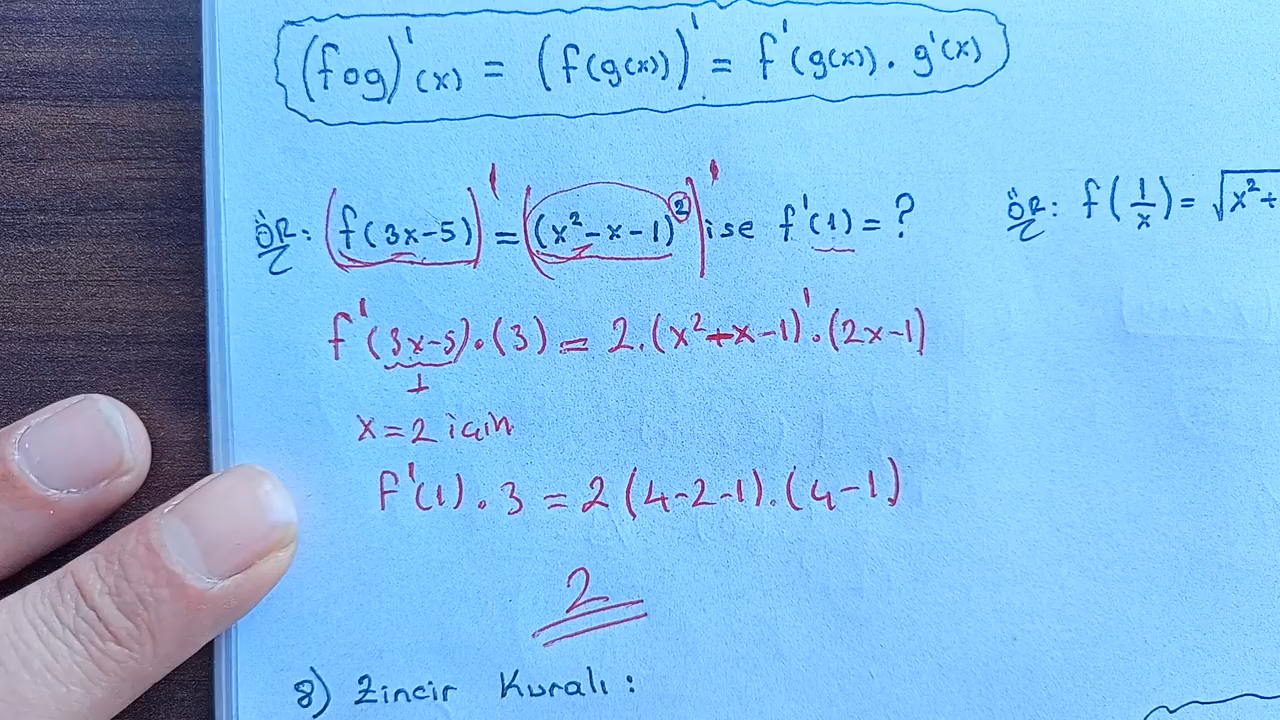 (fog)'(x) = (f(g(x)))' = f'(g(x)) . g'(x)
ÖR: (f(3x-5))' = ((x²-x-1)²)' ise f'(1) = ?
f'(3x-5).(3) = 2.(x²+x-1)'.(2x-1)
1
x=2 için
f'(1).3 = 2(4-2-1).(4-1)
2
ÖR: f(1/x) = √x²+
8) Zincir Kuralı: